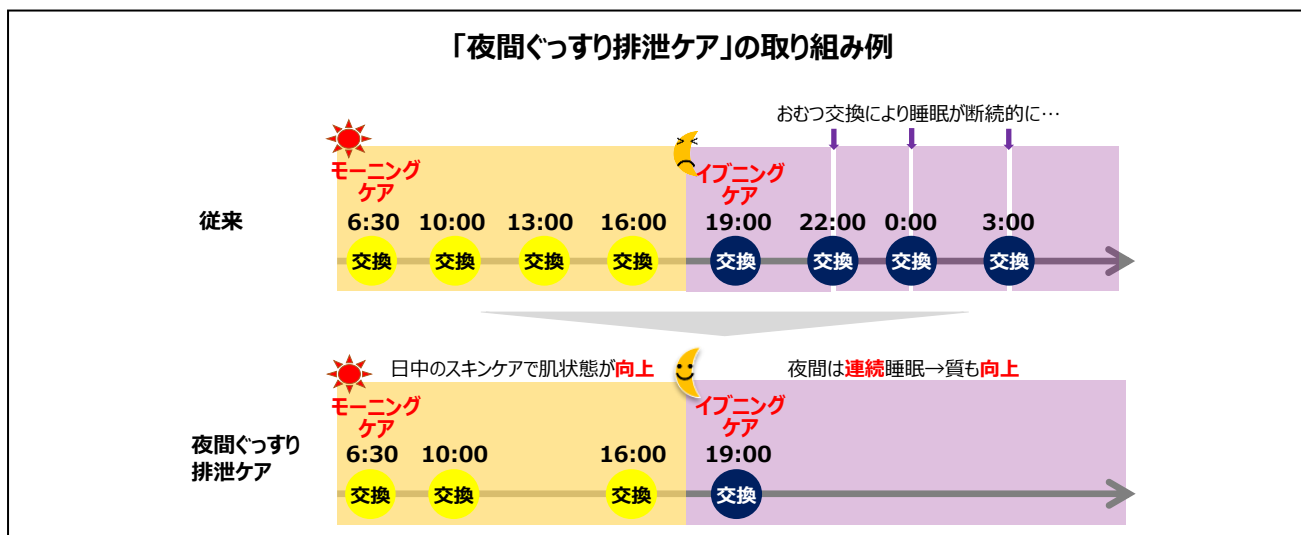 「夜間ぐっすり排泄ケア」の取り組み例
おむつ交換により睡眠が断続的に…
モーニング
ケア
イブニング
ケア
従来
6:30 10:00 13:00 16:00 19:00 22:00 0:00 3:00
交換 交換 交換 交換 交換 交換 交換 交換
日中のスキンケアで肌状態が向上
夜間は連続睡眠→質も向上
モーニング
ケア
イブニング
ケア
夜間ぐっすり
排泄ケア
6:30 10:00 16:00 19:00
交換 交換 交換 交換